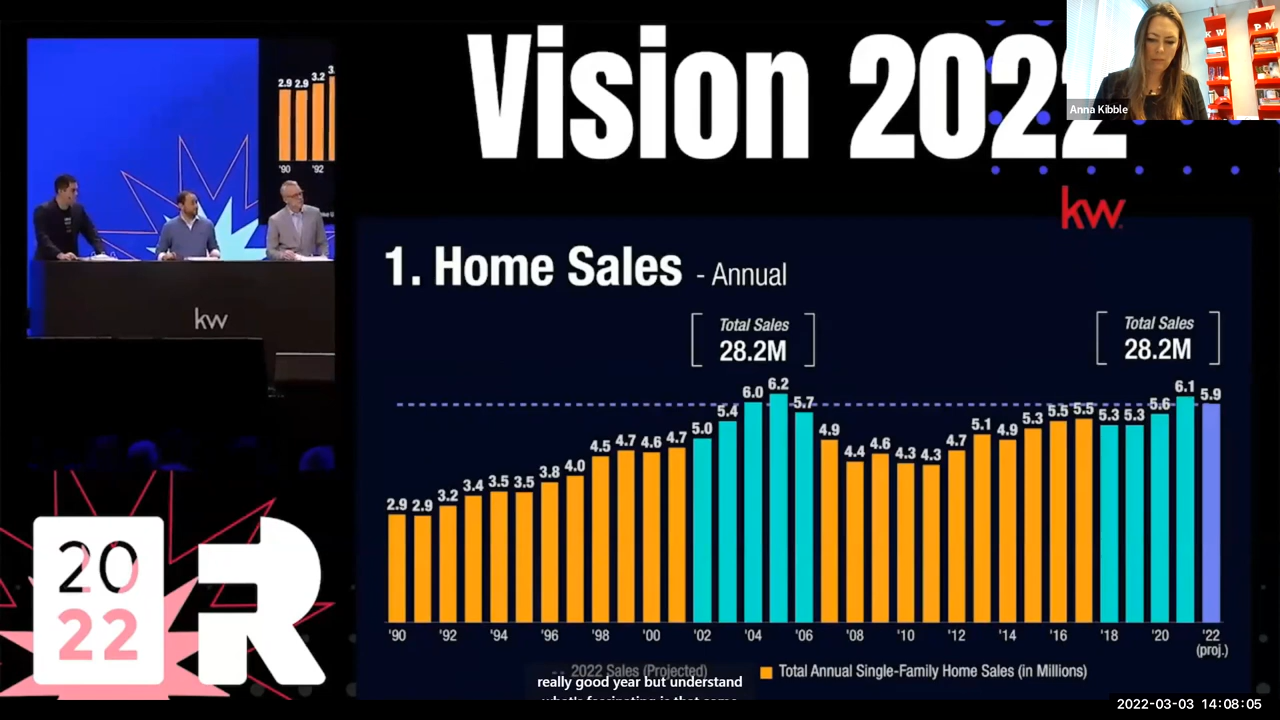 Vision 2022
Anna Kibble
K W
P M
2.9 2.9 3.2
'90 '92
kw
kw
1. Home Sales - Annual
Total Sales
28.2M
Total Sales
28.2M
2.9 2.9 3.2 3.4 3.5 3.5 3.8 4.0 4.5 4.7 4.6 4.7 5.0 5.4 6.0 6.2 5.7 4.9 4.4 4.6 4.3 4.3 4.7 5.1 4.9 5.3 5.5 5.5 5.3 5.3 5.6 6.1 5.9
'90 '92 '94 '96 '98 '00 '02 '04 '06 '08 '10 '12 '14 '16 '18 '20 '22
(proj.)
2022 Sales (Projected) Total Annual Single-Family Home Sales (in Millions)
really good year but understand
what's fascinating is that some
20
22
R
2022-03-03 14:08:05